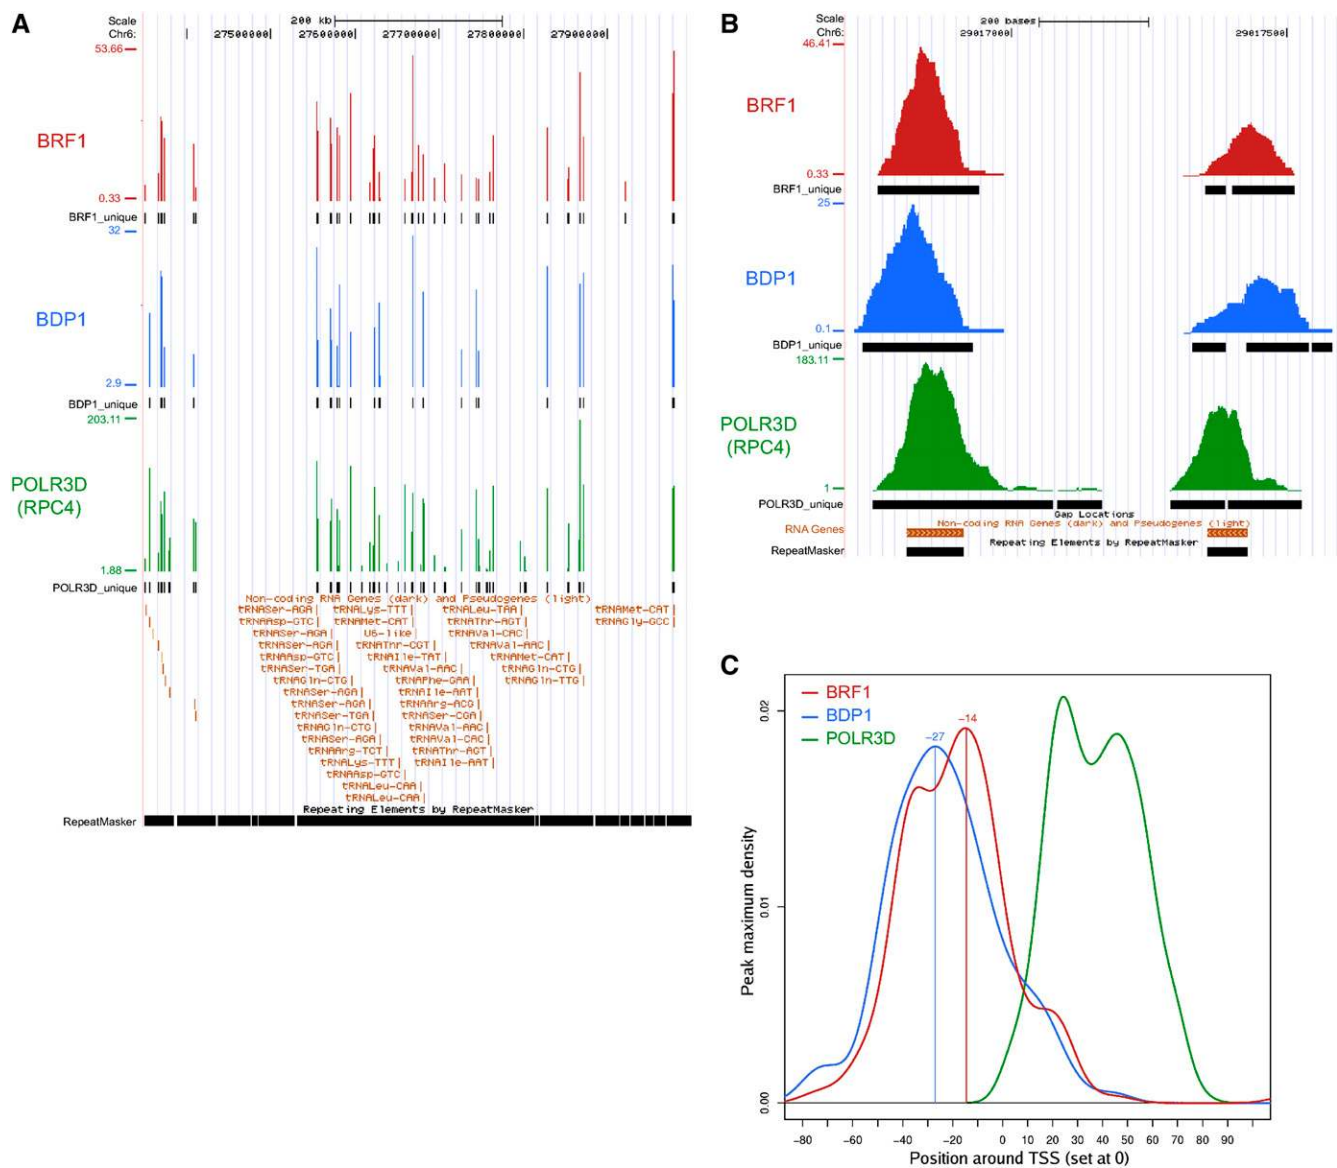 A
Scale
200 kb
Chr6:
27500000
27600000
27700000
27800000
27900000
53.66
BRF1
0.33
BRF1_unique
32
BDP1
2.9
BDP1_unique
203.11
POLR3D
(RPC4)
1.88
POLR3D_unique
Non-coding RNA Genes (dark) and Pseudogenes (light)
tRNASer-AGA tRNALys-TTT tRNALeu-TAA tRNAMet-CAT
tRNAAsp-GTC tRNAMet-CAT tRNAThr-AGT tRNAGly-GCC
tRNASer-AGA U6-like tRNAVal-CAC
tRNASer-AGA tRNAThr-CGT tRNAVal-AAC
tRNAAsp-GTC tRNAIle-TAT tRNAMet-CAT
tRNASer-TGA tRNAVal-AAC tRNAGln-CTG
tRNAGln-CTG tRNAPhe-GAA tRNAGln-TTG
tRNASer-AGA tRNAIle-AAT
tRNASer-AGA tRNAArg-ACG
tRNASer-TGA tRNASer-CGA
tRNAGln-CTG tRNAVal-AAC
tRNASer-AGA tRNAVal-CAC
tRNAArg-TCT tRNAThr-AGT
tRNALys-TTT tRNAIle-AAT
tRNAAsp-GTC
tRNALeu-CAA
tRNALeu-CAA
Repeating Elements by RepeatMasker
RepeatMasker
B
Scale
200 bases
Chr6:
29017000
29017500
46.41
BRF1
0.33
BRF1_unique
25
BDP1
0.1
BDP1_unique
183.11
POLR3D
(RPC4)
1
POLR3D_unique
Gap Locations
Non-coding RNA Genes (dark) and Pseudogenes (light)
RNA Genes
Repeating Elements by RepeatMasker
RepeatMasker
C
BRF1
BDP1
POLR3D
-27
-14
0.02
0.01
0.00
Peak maximum density
-80 -60 -40 -20 0 10 20 30 40 50 60 70 80 90
Position around TSS (set at 0)